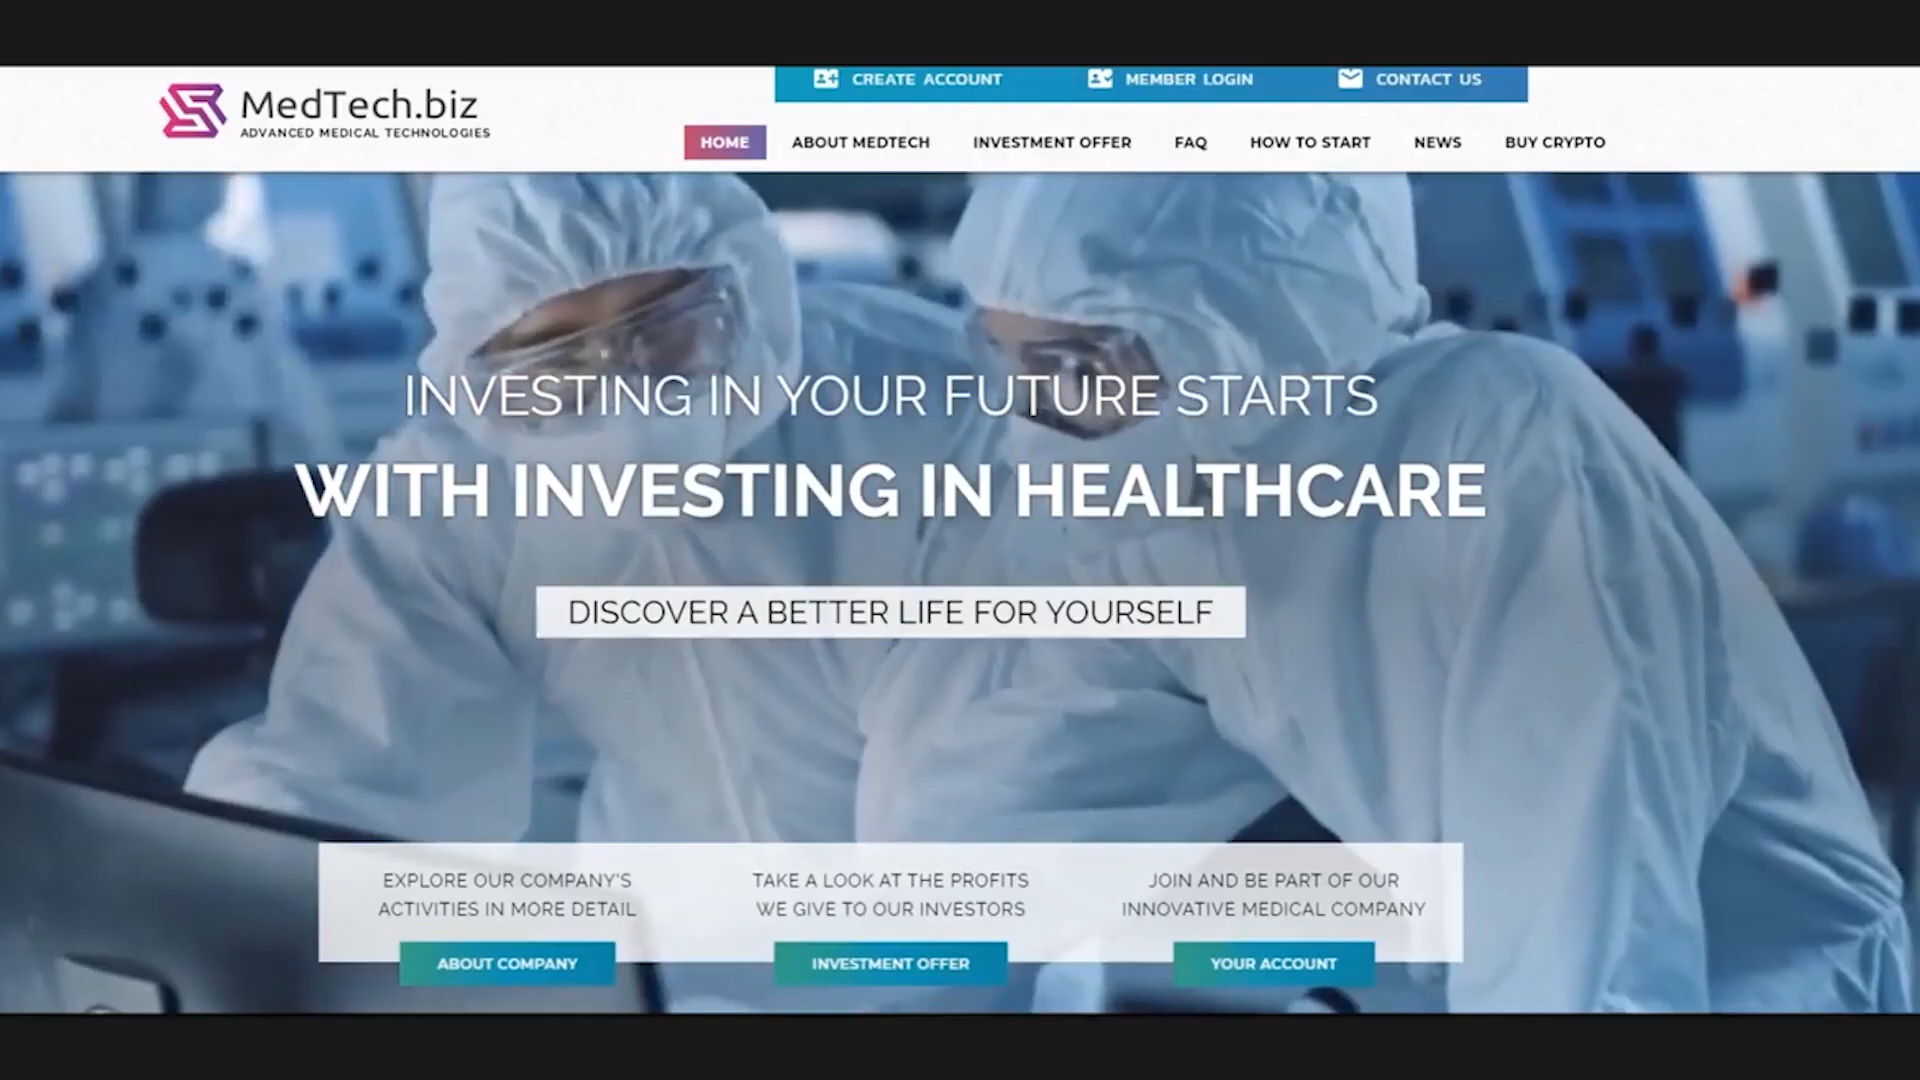 MedTech.biz
ADVANCED MEDICAL TECHNOLOGIES
CREATE ACCOUNT
MEMBER LOGIN
CONTACT US
HOME
ABOUT MEDTECH
INVESTMENT OFFER
FAQ
HOW TO START
NEWS
BUY CRYPTO
INVESTING IN YOUR FUTURE STARTS
WITH INVESTING IN HEALTHCARE
DISCOVER A BETTER LIFE FOR YOURSELF
EXPLORE OUR COMPANY'S
ACTIVITIES IN MORE DETAIL
ABOUT COMPANY
TAKE A LOOK AT THE PROFITS
WE GIVE TO OUR INVESTORS
INVESTMENT OFFER
JOIN AND BE PART OF OUR
INNOVATIVE MEDICAL COMPANY
YOUR ACCOUNT